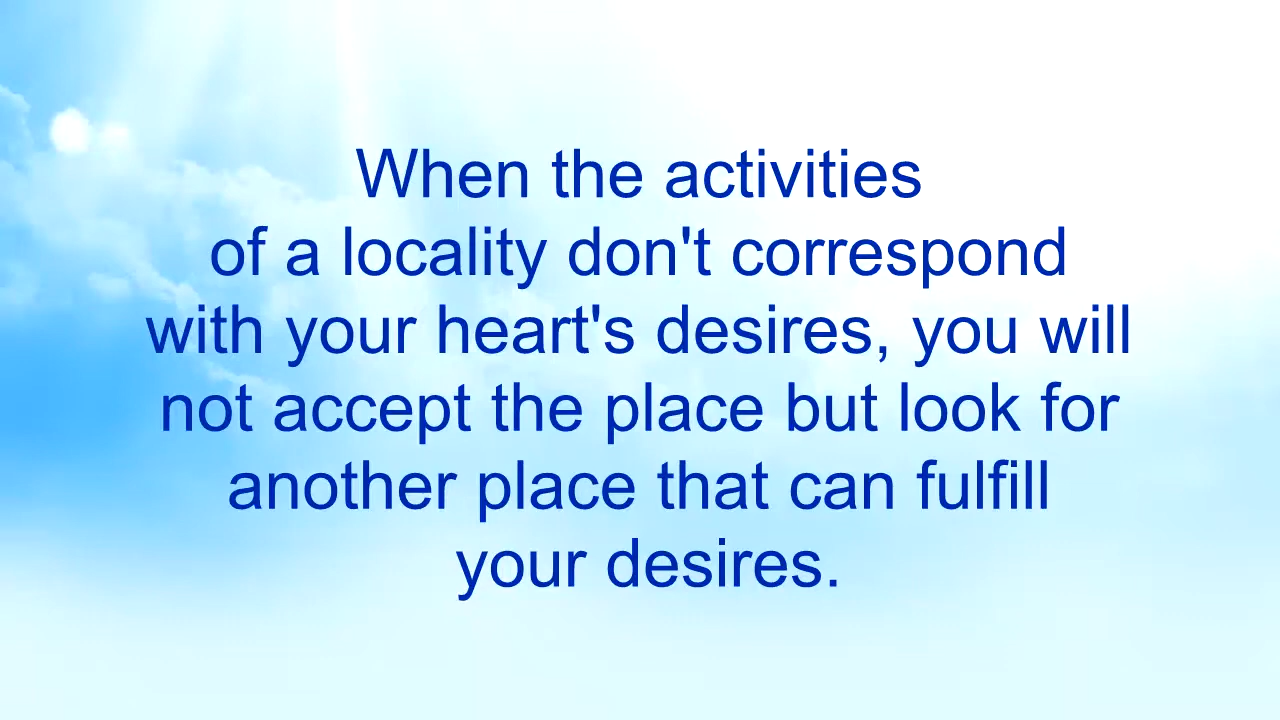 When the activities
of a locality don't correspond
with your heart's desires, you will
not accept the place but look for
another place that can fulfill
your desires.